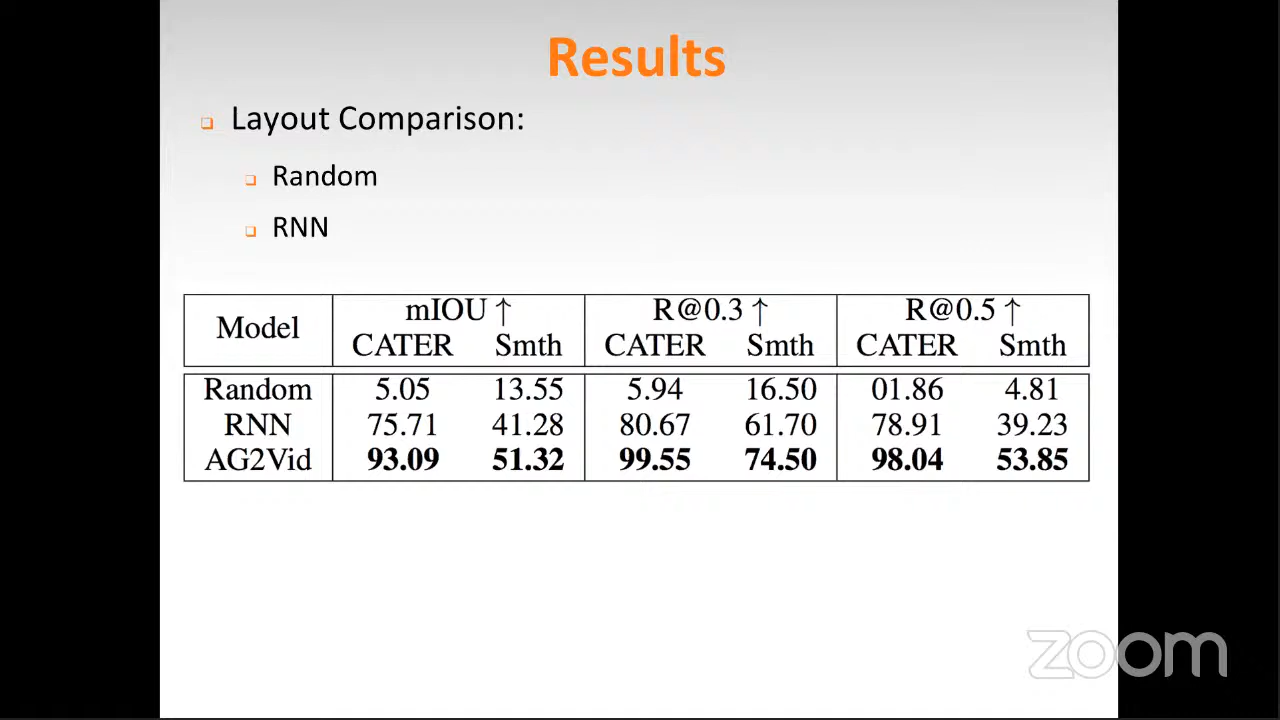 Results
Layout Comparison:
Random
RNN
Model mIOU ↑ R@0.3 ↑ R@0.5 ↑
CATER Smth CATER Smth CATER Smth
Random 5.05 13.55 5.94 16.50 01.86 4.81
RNN 75.71 41.28 80.67 61.70 78.91 39.23
AG2Vid 93.09 51.32 99.55 74.50 98.04 53.85
zoom